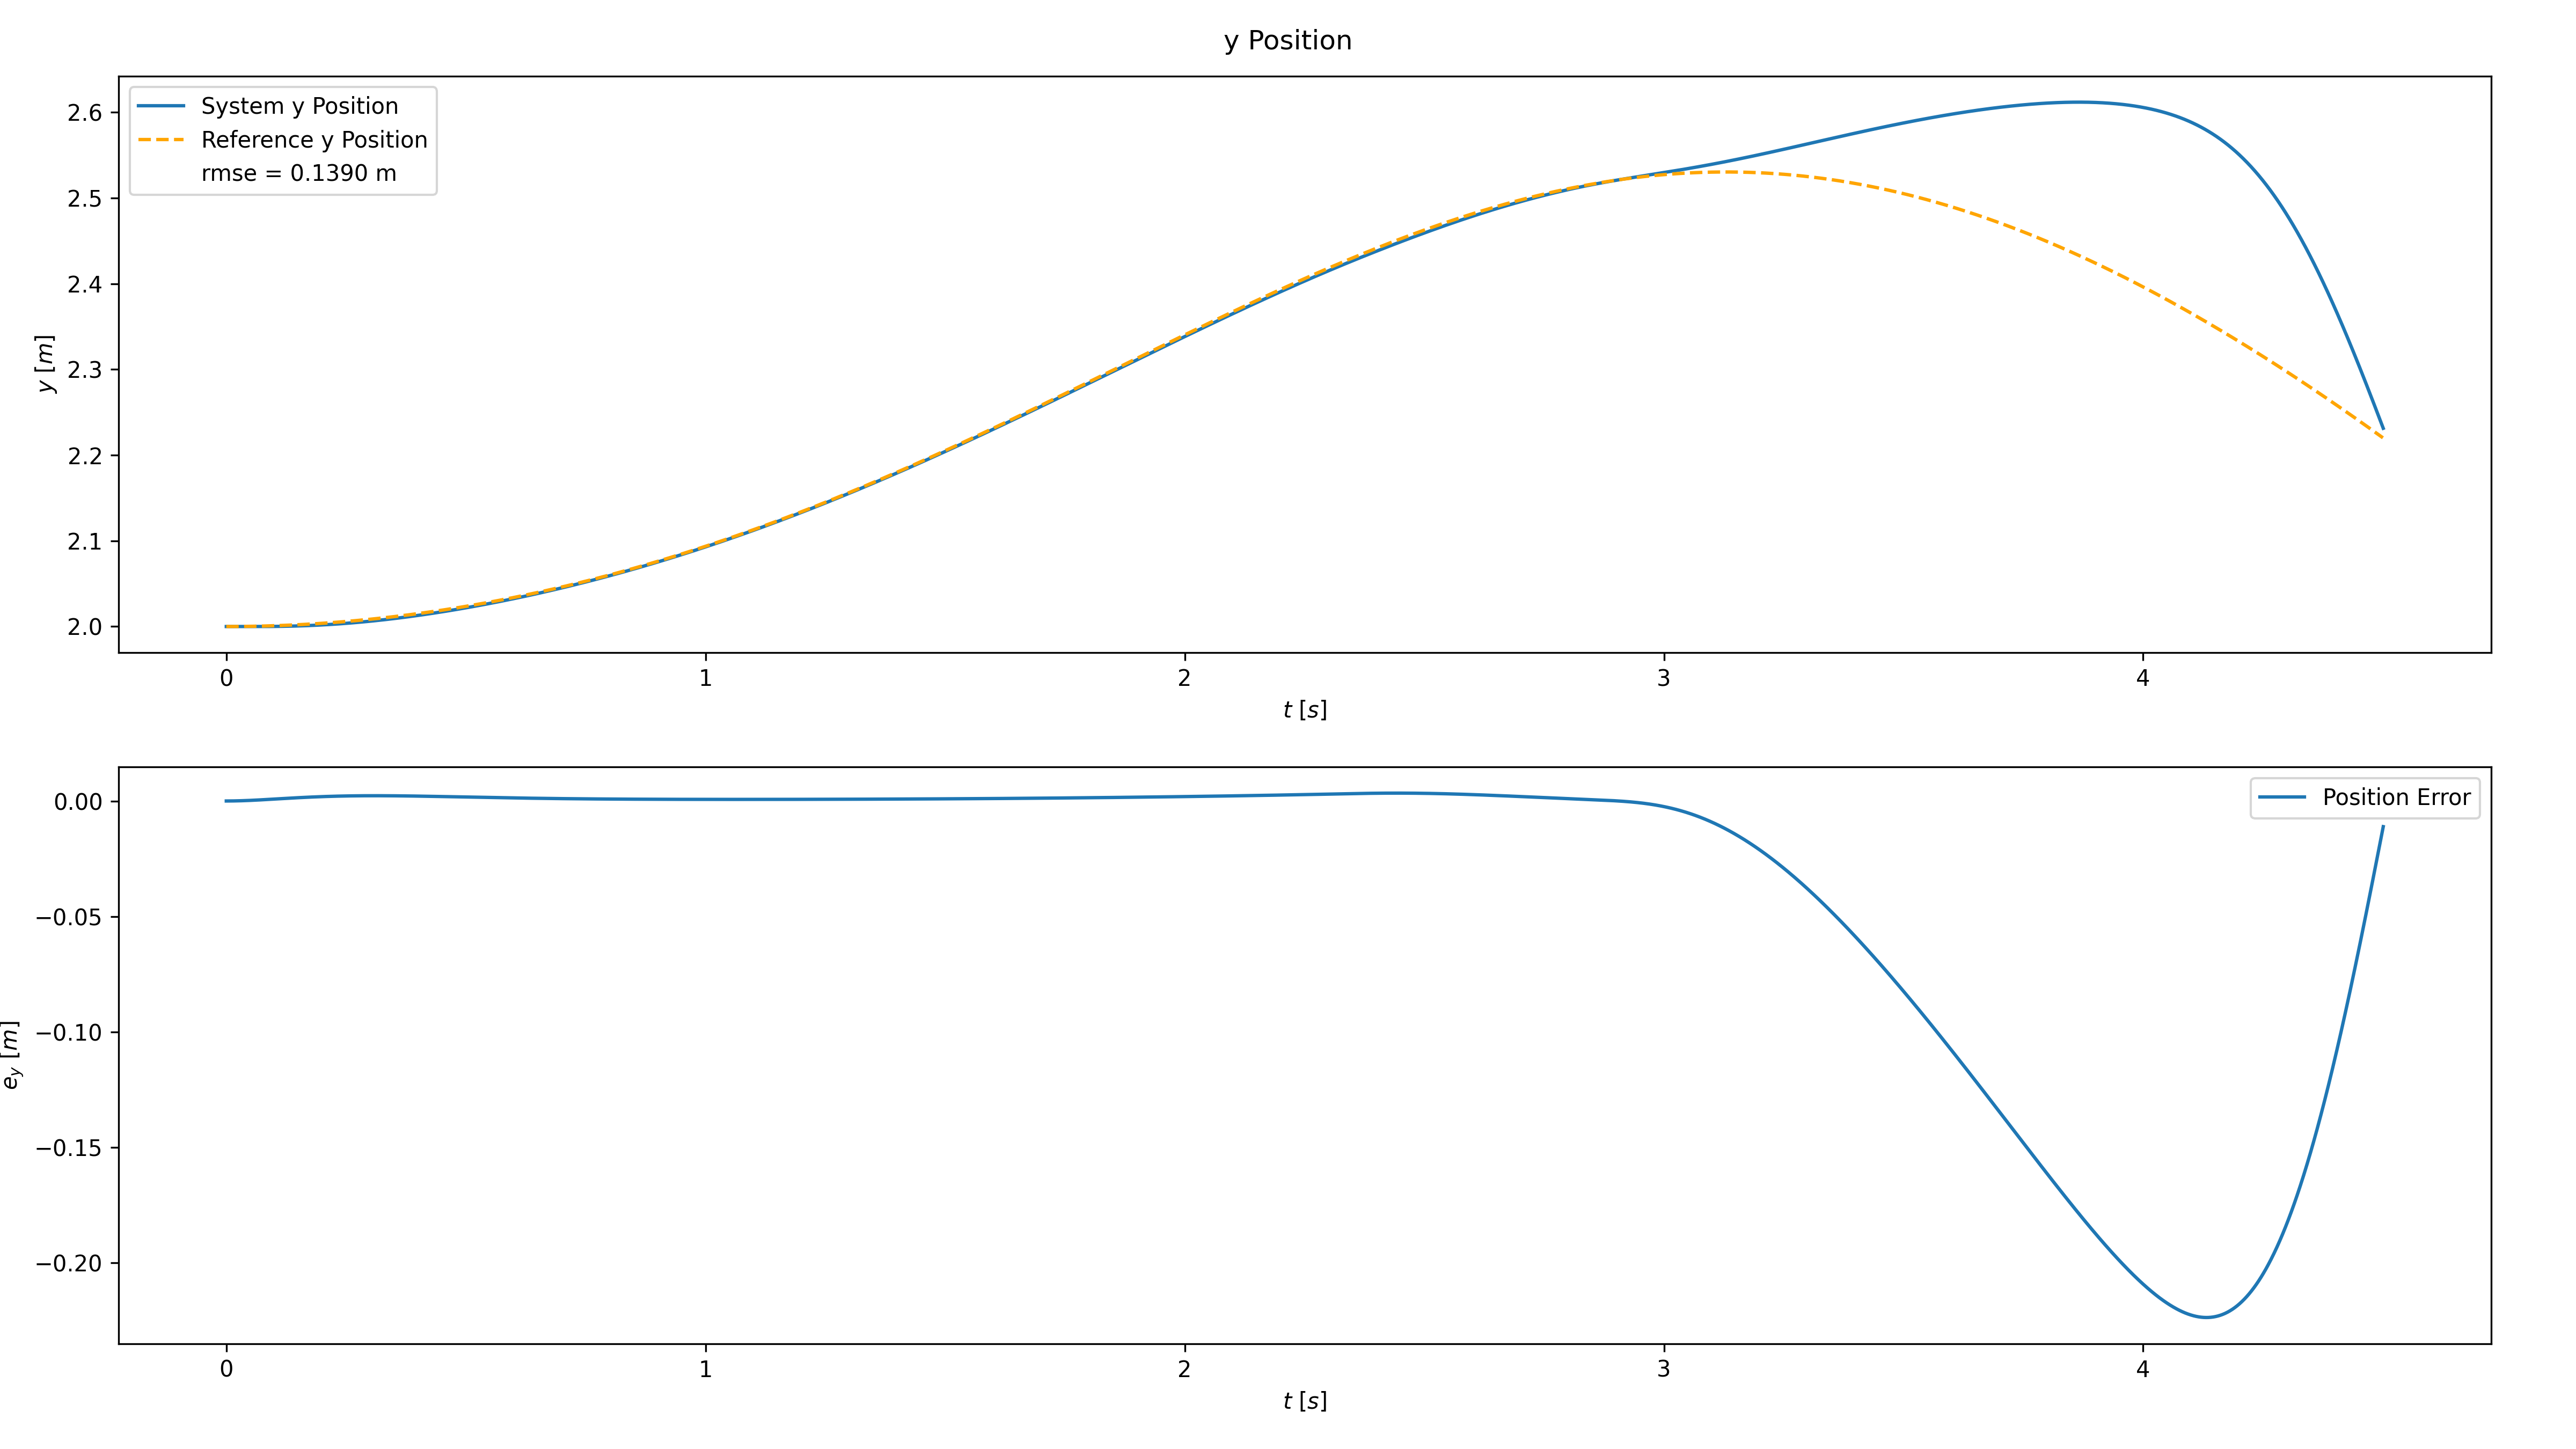 y Position
System y Position
Reference y Position
rmse = 0.1390 m
2.6
2.5
2.4
2.3
2.2
2.1
2.0
y [m]
0 1 2 3 4
t [s]
Position Error
0.00
−0.05
−0.10
−0.15
−0.20
e_y [m]
0 1 2 3 4
t [s]